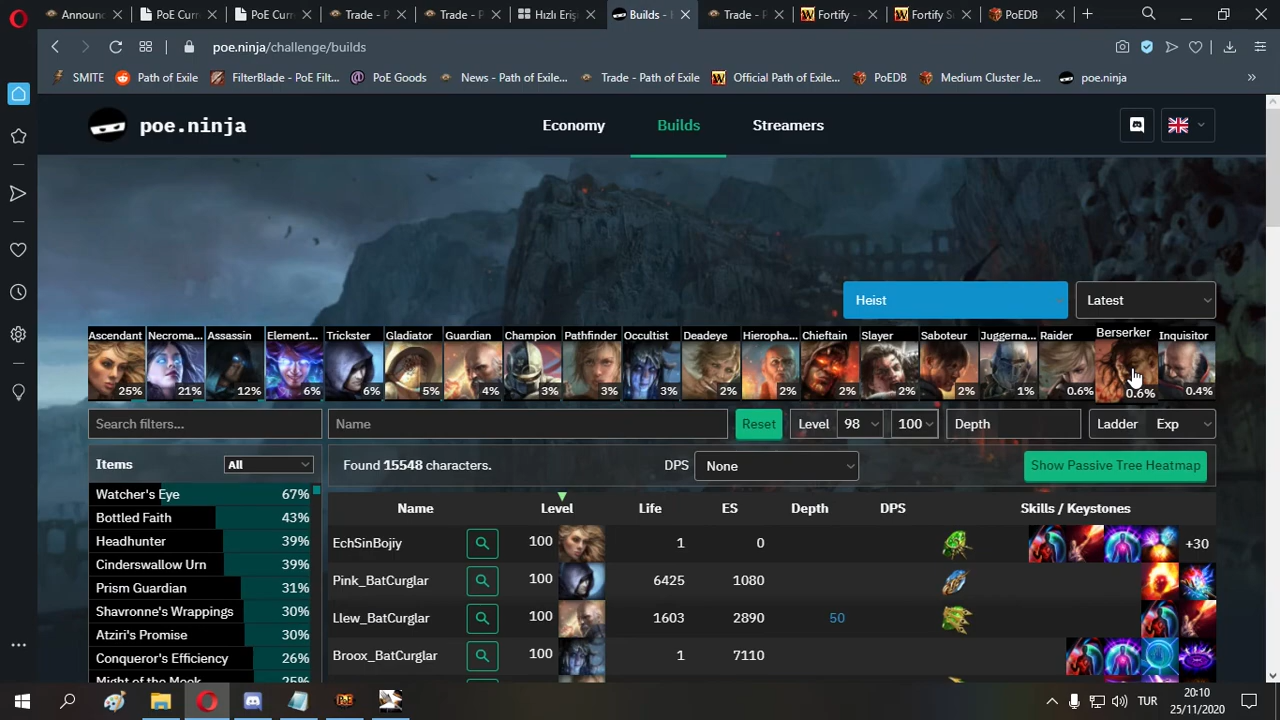 Announc
PoE Curr
PoE Curr
Trade - P
Trade - P
Hızlı Erişi
Builds - 
Trade - P
Fortify -
Fortify S
PoEDB
poe.ninja/challenge/builds
SMITE
Path of Exile
FilterBlade - PoE Filt...
PoE Goods
News - Path of Exile...
Trade - Path of Exile
Official Path of Exile...
PoEDB
Medium Cluster Je...
poe.ninja
poe.ninja
Economy
Builds
Streamers
Heist
Latest
Ascendant
Necroma...
Assassin
Element...
Trickster
Gladiator
Guardian
Champion
Pathfinder
Occultist
Deadeye
Hieropha...
Chieftain
Slayer
Saboteur
Juggerna...
Raider
Berserker
Inquisitor
25%
21%
12%
6%
6%
5%
4%
3%
3%
3%
2%
2%
2%
2%
2%
1%
0.6%
0.6%
0.4%
Search filters...
Name
Reset
Level
98
100
Depth
Ladder
Exp
Items
All
Found 15548 characters.
DPS
None
Show Passive Tree Heatmap
Watcher's Eye 67%
Bottled Faith 43%
Headhunter 39%
Cinderswallow Urn 39%
Prism Guardian 31%
Shavronne's Wrappings 30%
Atziri's Promise 30%
Conqueror's Efficiency 26%
Might of the Meek 25%
Name Level Life ES Depth DPS Skills / Keystones
EchSinBojiy 100 1 0 +30
Pink_BatCurglar 100 6425 1080
Llew_BatCurglar 100 1603 2890 50
Broox_BatCurglar 100 1 7110
TUR
20:10
25/11/2020